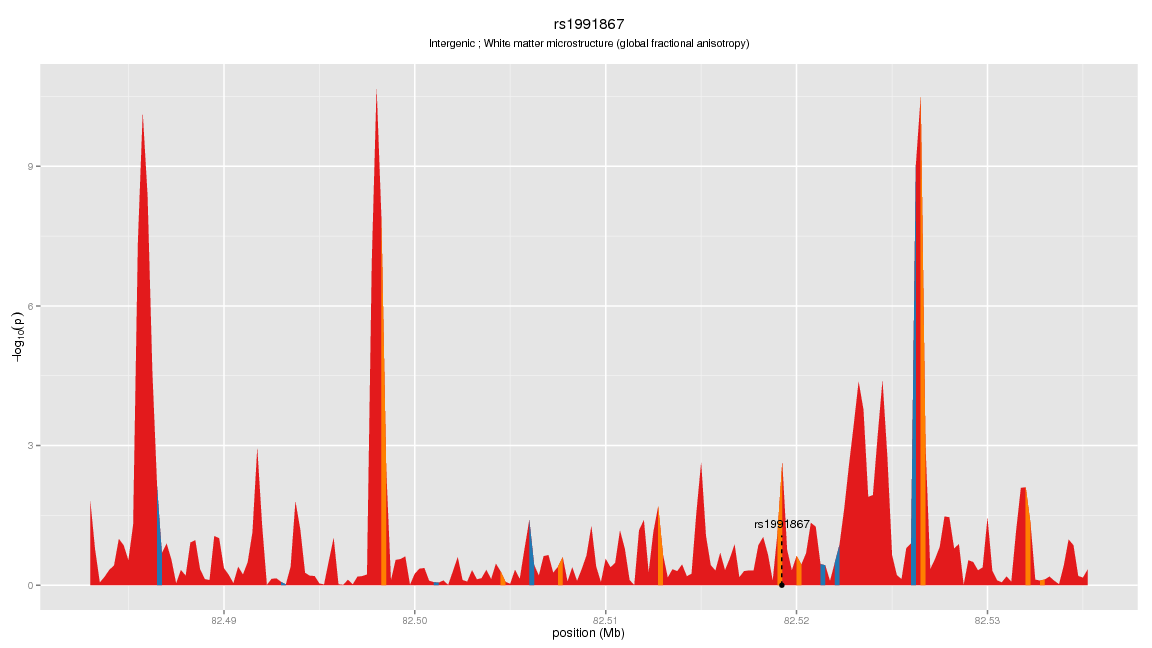 rs1991867
Intergenic ; White matter microstructure (global fractional anisotropy)
−log10(p)
9
6
3
0
rs1991867
82.49
82.50
82.51
82.52
82.53
position (Mb)